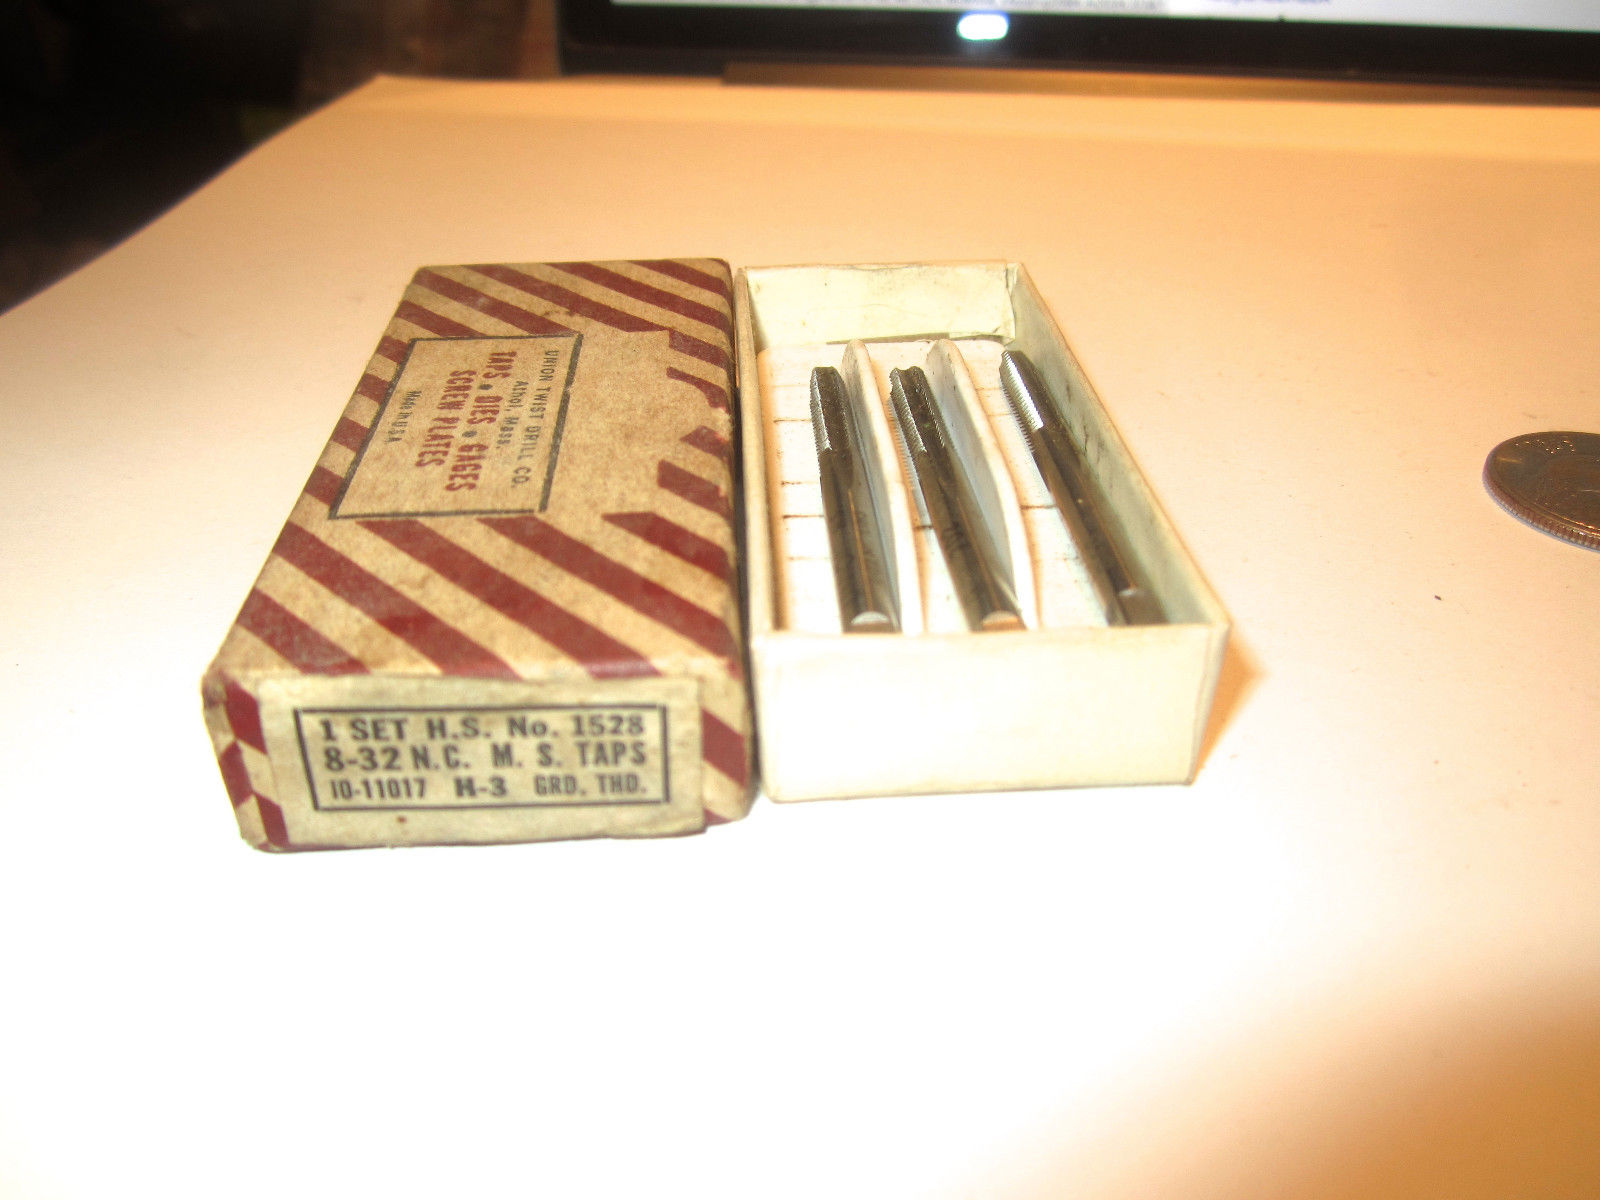 UNION TWIST DRILL CO.
Athol, Mass.
TAPS • DIES • GAGES
SCREW PLATES
Made in U.S.A.
1 SET H.S. No. 1528
8-32 N.C. M. S. TAPS
10-11017 H-3 GRD. THD.